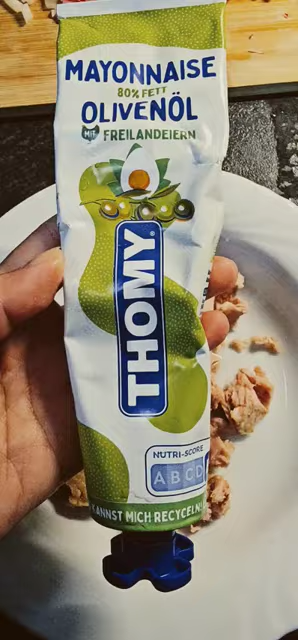 MAYONNAISE
80% FETT
OLIVENÖL
MIT FREILANDEIERN
THOMY®
NUTRI-SCORE
A B C D
KANNST MICH RECYCELN!